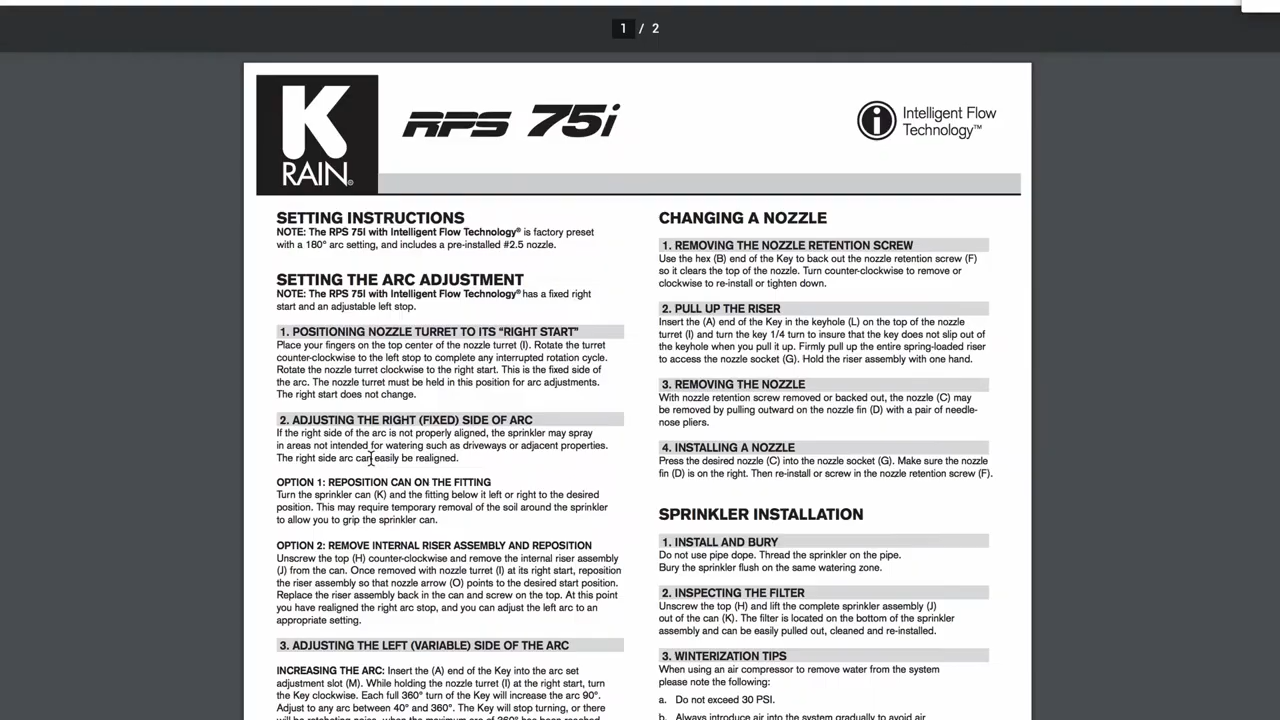 1 / 2
K
RAIN
RPS 75i
Intelligent Flow
Technology™
SETTING INSTRUCTIONS
NOTE: The RPS 75I with Intelligent Flow Technology® is factory preset
with a 180° arc setting, and includes a pre-installed #2.5 nozzle.
SETTING THE ARC ADJUSTMENT
NOTE: The RPS 75I with Intelligent Flow Technology® has a fixed right
start and an adjustable left stop.
1. POSITIONING NOZZLE TURRET TO ITS “RIGHT START”
Place your fingers on the top center of the nozzle turret (I). Rotate the turret
counter-clockwise to the left stop to complete any interrupted rotation cycle.
Rotate the nozzle turret clockwise to the right start. This is the fixed side of
the arc. The nozzle turret must be held in this position for arc adjustments.
The right start does not change.
2. ADJUSTING THE RIGHT (FIXED) SIDE OF ARC
If the right side of the arc is not properly aligned, the sprinkler may spray
in areas not intended for watering such as driveways or adjacent properties.
The right side arc can easily be realigned.
OPTION 1: REPOSITION CAN ON THE FITTING
Turn the sprinkler can (K) and the fitting below it left or right to the desired
position. This may require temporary removal of the soil around the sprinkler
to allow you to grip the sprinkler can.
OPTION 2: REMOVE INTERNAL RISER ASSEMBLY AND REPOSITION
Unscrew the top (H) counter-clockwise and remove the internal riser assembly
(J) from the can. Once removed with nozzle turret (I) at its right start, reposition
the riser assembly so that nozzle arrow (O) points to the desired start position.
Replace the riser assembly back in the can and screw on the top. At this point
you have realigned the right arc stop, and you can adjust the left arc to an
appropriate setting.
3. ADJUSTING THE LEFT (VARIABLE) SIDE OF THE ARC
INCREASING THE ARC: Insert the (A) end of the Key into the arc set
adjustment slot (M). While holding the nozzle turret (I) at the right start, turn
the Key clockwise. Each full 360° turn of the Key will increase the arc 90°.
Adjust to any arc between 40° and 360°. The Key will stop turning, or there
will be ratcheting noise, when the maximum arc of 360° has been reached.
CHANGING A NOZZLE
1. REMOVING THE NOZZLE RETENTION SCREW
Use the hex (B) end of the Key to back out the nozzle retention screw (F)
so it clears the top of the nozzle. Turn counter-clockwise to remove or
clockwise to re-install or tighten down.
2. PULL UP THE RISER
Insert the (A) end of the Key in the keyhole (L) on the top of the nozzle
turret (I) and turn the key 1/4 turn to insure that the key does not slip out of
the keyhole when you pull it up. Firmly pull up the entire spring-loaded riser
to access the nozzle socket (G). Hold the riser assembly with one hand.
3. REMOVING THE NOZZLE
With nozzle retention screw removed or backed out, the nozzle (C) may
be removed by pulling outward on the nozzle fin (D) with a pair of needle-
nose pliers.
4. INSTALLING A NOZZLE
Press the desired nozzle (C) into the nozzle socket (G). Make sure the nozzle
fin (D) is on the right. Then re-install or screw in the nozzle retention screw (F).
SPRINKLER INSTALLATION
1. INSTALL AND BURY
Do not use pipe dope. Thread the sprinkler on the pipe.
Bury the sprinkler flush on the same watering zone.
2. INSPECTING THE FILTER
Unscrew the top (H) and lift the complete sprinkler assembly (J)
out of the can (K). The filter is located on the bottom of the sprinkler
assembly and can be easily pulled out, cleaned and re-installed.
3. WINTERIZATION TIPS
When using an air compressor to remove water from the system
please note the following:
a. Do not exceed 30 PSI.
b. Always introduce air into the system gradually to avoid air